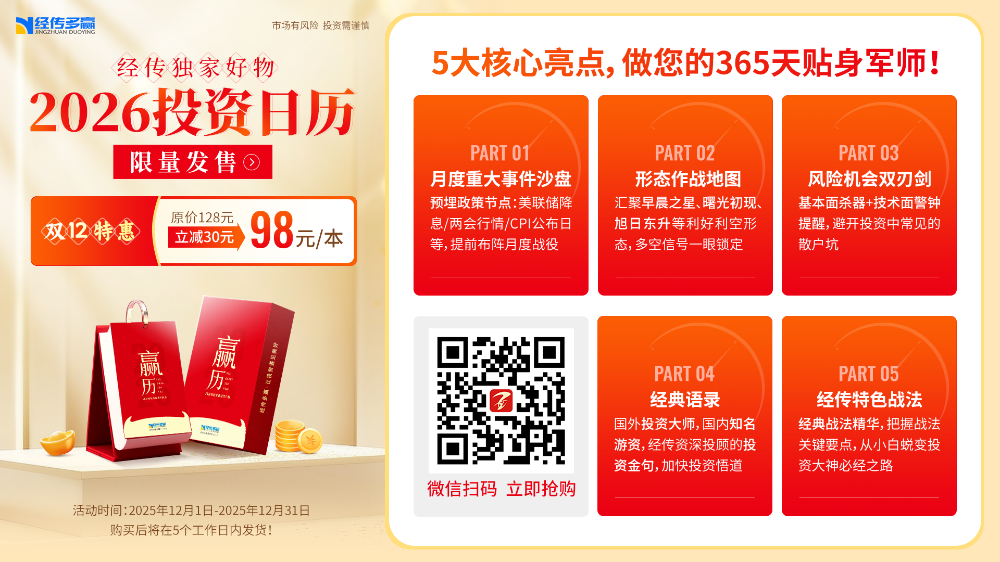 经传多赢
JINGZHUAN DUOYING
市场有风险 投资需谨慎
经传独家好物
2026投资日历
限量发售
双12特惠
原价128元
立减30元
98元/本
赢历
经传多赢
赢历
经传多赢·让投资遇见美好
经传多赢
活动时间：2025年12月1日-2025年12月31日
购买后将在5个工作日内发货！
5大核心亮点，做您的365天贴身军师！
PART 01
月度重大事件沙盘
预埋政策节点：美联储降
息/两会行情/CPI公布日
等，提前布阵月度战役
PART 02
形态作战地图
汇聚早晨之星、曙光初现、
旭日东升等利好利空形
态，多空信号一眼锁定
PART 03
风险机会双刃剑
基本面杀器+技术面警钟
提醒，避开投资中常见的
散户坑
微信扫码 立即抢购
PART 04
经典语录
国外投资大师，国内知名
游资，经传资深投顾的投
资金句，加快投资悟道
PART 05
经传特色战法
经典战法精华，把握战法
关键要点，从小白蜕变投
资大神必经之路